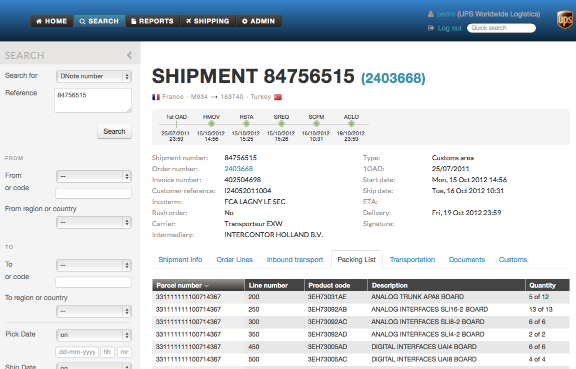 HOME SEARCH REPORTS SHIPPING ADMIN
pedro (UPS Worldwide Logistics)
Log out Quick search
ups
SEARCH
Search for DNote number
Reference 84756515
Search
FROM
From --
or code
From region or country
--
TO
To --
or code
To region or country
--
Pick Date on
dd-mm-yyyy hh mr
Ship Date on
SHIPMENT 84756515 (2403668)
France - M934 → 163740 - Turkey
1st OAD HMOV HSTA SREQ SCFM ACLD
25/07/2011 15/10/2012 15/10/2012 15/10/2012 16/10/2012 19/10/2012
23:59 14:56 15:25 15:26 10:31 23:59
Shipment number: 84756515 Type: Customs area
Order number: 2403668 1OAD: 25/07/2011
Invoice number: 402504698 Start date: Mon, 15 Oct 2012 14:56
Customer reference: I24052011004 Ship date: Tue, 16 Oct 2012 10:31
Incoterm: FCA LAGNY LE SEC ETA:
Rush order: No Delivery: Fri, 19 Oct 2012 23:59
Carrier: Transporteur EXW Signature:
Intermediary: INTERCONTOR HOLLAND B.V.
Shipment Info Order Lines Inbound transport Packing List Transportation Documents Customs
Parcel number Line number Product code Description Quantity
331111111100714367 200 3EH73031AE ANALOG TRUNK APA8 BOARD 5 of 12
331111111100714367 250 3EH73092AB ANALOG INTERFACES SLI16-2 BOARD 13 of 13
331111111100714367 300 3EH73092AC ANALOG INTERFACES SLI8-2 BOARD 6 of 6
331111111100714367 350 3EH73092AD ANALOG INTERFACES SLI4-2 BOARD 2 of 2
331111111100714367 450 3EH73005AD DIGITAL INTERFACES UAI4 BOARD 6 of 6
331111111100714367 500 3EH73005AC DIGITAL INTERFACES UAI8 BOARD 4 of 4